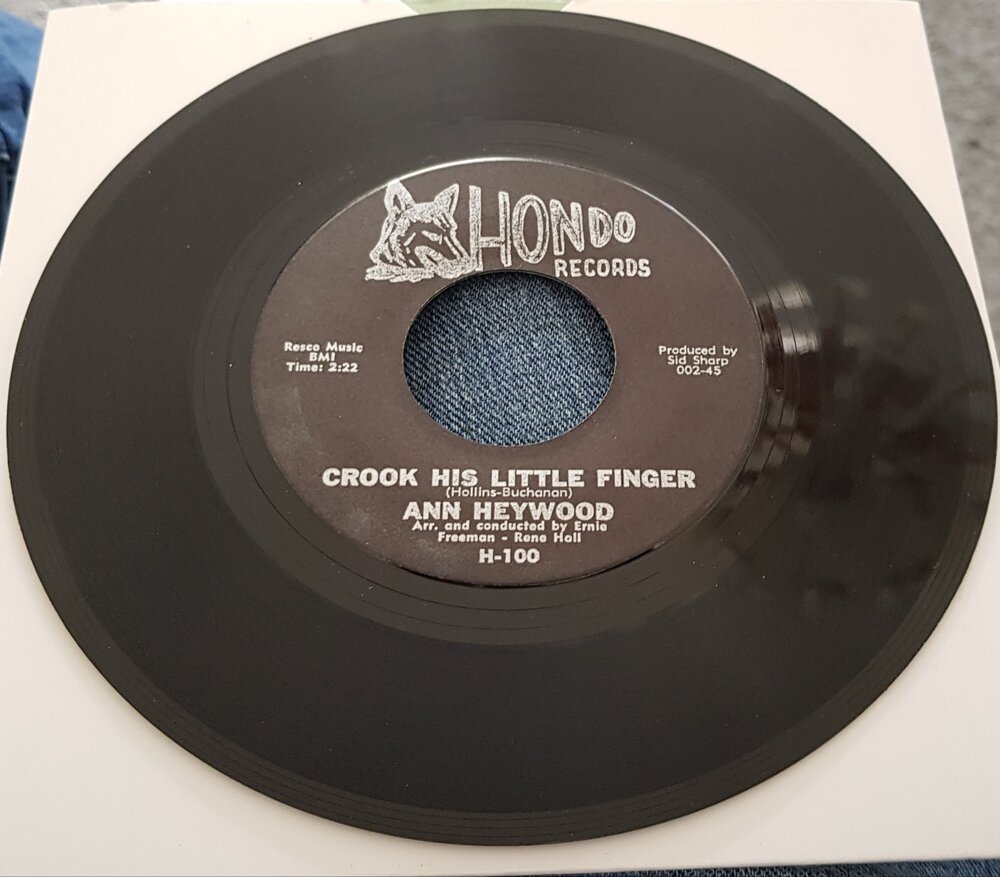 HONDO
RECORDS
Resco Music
BMI
Time: 2:22
Produced by
Sid Sharp
002-45
CROOK HIS LITTLE FINGER
(Hollins-Buchanan)
ANN HEYWOOD
Arr. and conducted by Ernie
Freeman - Rene Hall
H-100